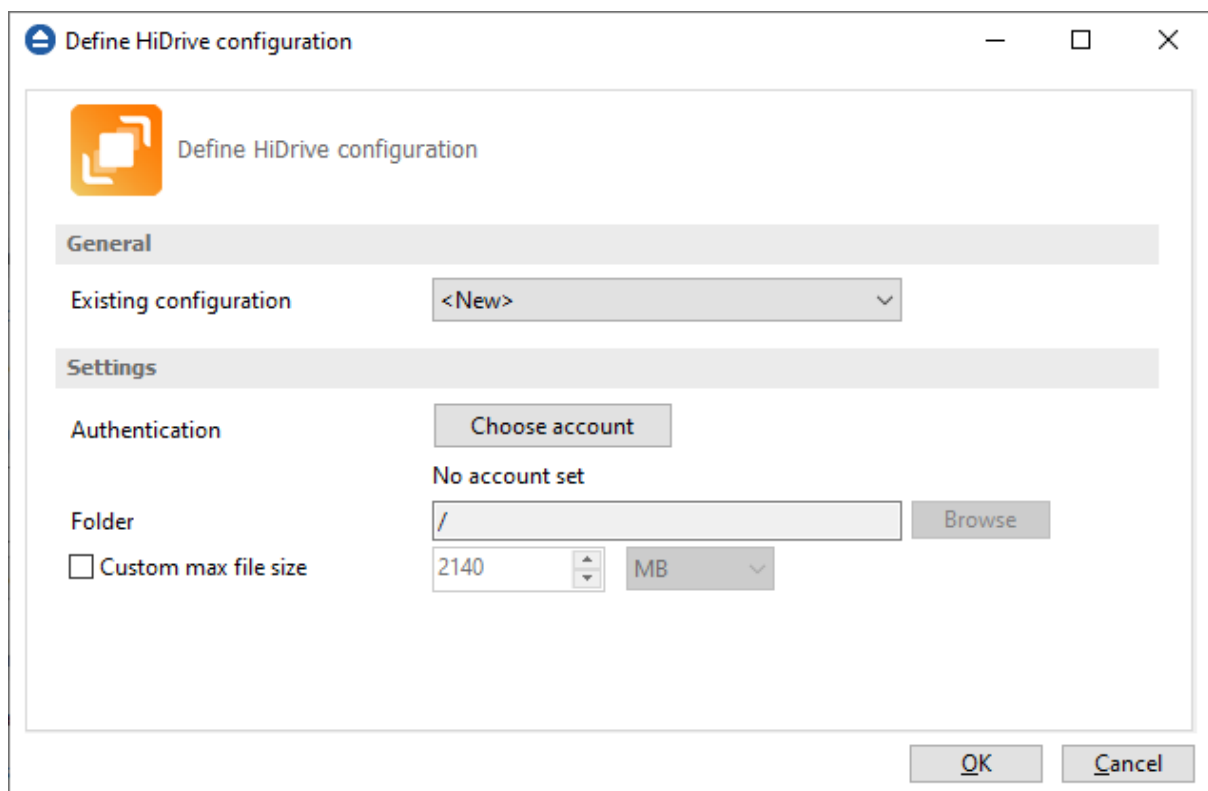 Define HiDrive configuration
Define HiDrive configuration
General
Existing configuration <New>
Settings
Authentication Choose account
No account set
Folder / Browse
Custom max file size 2140 MB
OK Cancel